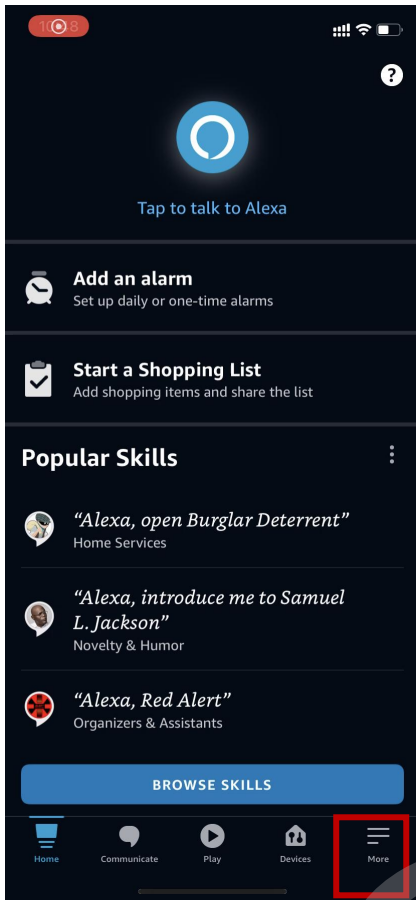 Tap to talk to Alexa
Add an alarm
Set up daily or one-time alarms
Start a Shopping List
Add shopping items and share the list
Popular Skills
“Alexa, open Burglar Deterrent”
Home Services
“Alexa, introduce me to Samuel
L. Jackson”
Novelty & Humor
“Alexa, Red Alert”
Organizers & Assistants
BROWSE SKILLS
Home
Communicate
Play
Devices
More